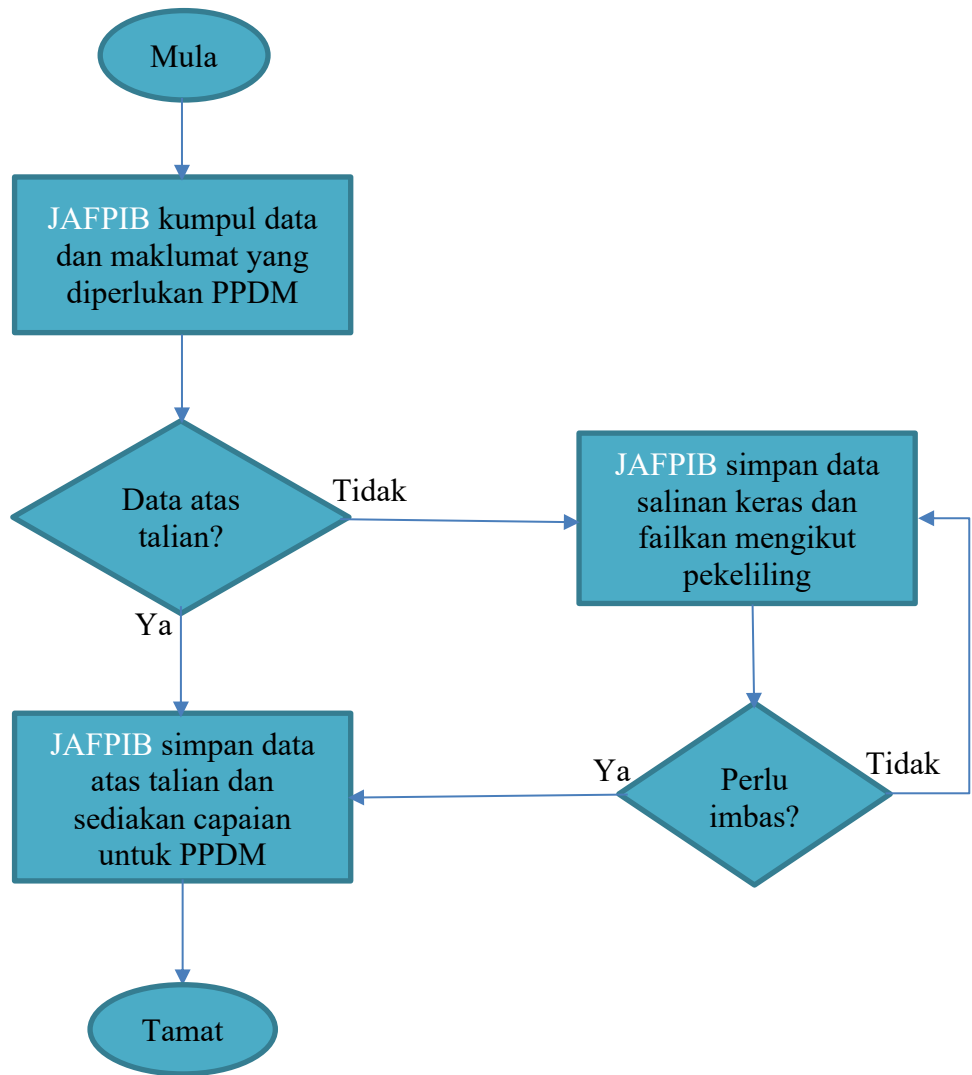 Mula
JAFPIB kumpul data
dan maklumat yang
diperlukan PPDM
Data atas
talian?
Tidak
JAFPIB simpan data
salinan keras dan
failkan mengikut
pekeliling
Ya
JAFPIB simpan data
atas talian dan
sediakan capaian
untuk PPDM
Ya
Perlu
imbas?
Tidak
Tamat